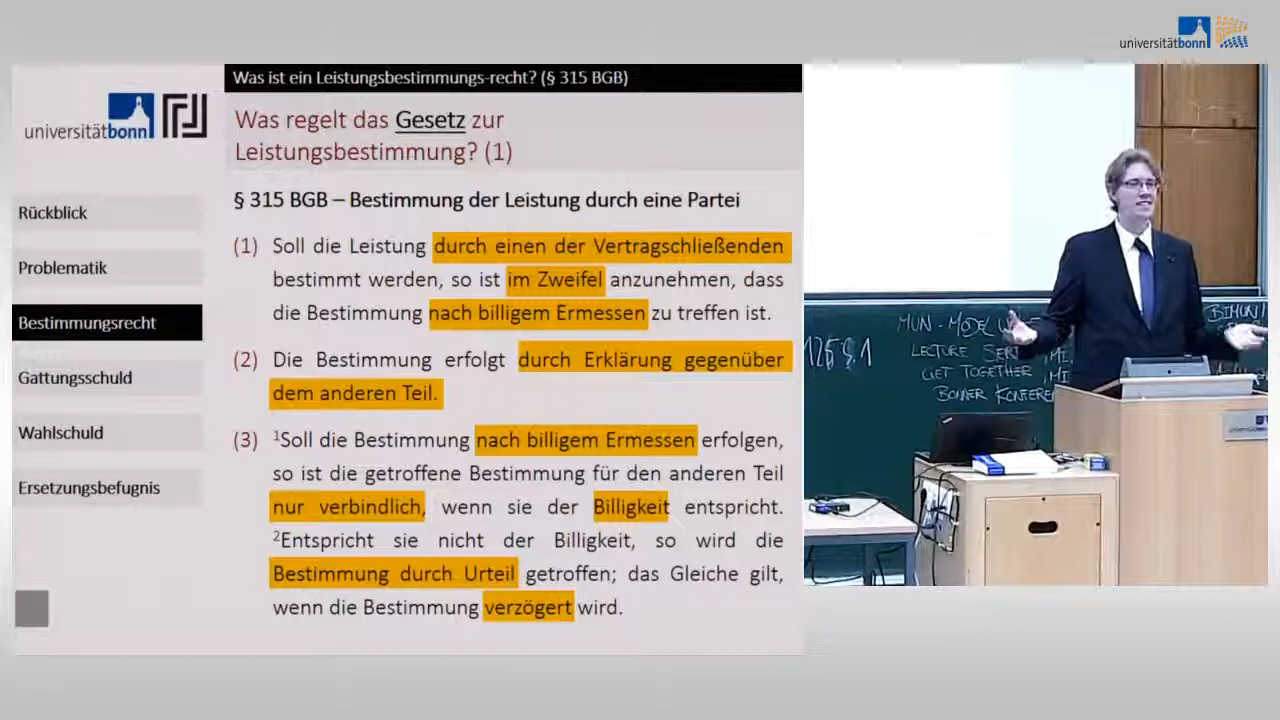 universitätbonn
Was ist ein Leistungsbestimmungs-recht? (§ 315 BGB)
universitätbonn
Was regelt das Gesetz zur
Leistungsbestimmung? (1)
Rückblick
Problematik
Bestimmungsrecht
Gattungsschuld
Wahlschuld
Ersetzungsbefugnis
§ 315 BGB – Bestimmung der Leistung durch eine Partei
(1) Soll die Leistung durch einen der Vertragschließenden
bestimmt werden, so ist im Zweifel anzunehmen, dass
die Bestimmung nach billigem Ermessen zu treffen ist.
(2) Die Bestimmung erfolgt durch Erklärung gegenüber
dem anderen Teil.
(3) ¹Soll die Bestimmung nach billigem Ermessen erfolgen,
so ist die getroffene Bestimmung für den anderen Teil
nur verbindlich, wenn sie der Billigkeit entspricht.
²Entspricht sie nicht der Billigkeit, so wird die
Bestimmung durch Urteil getroffen; das Gleiche gilt,
wenn die Bestimmung verzögert wird.
MUN - MODEL
LECTURE
GET TOGETHER
BONNER